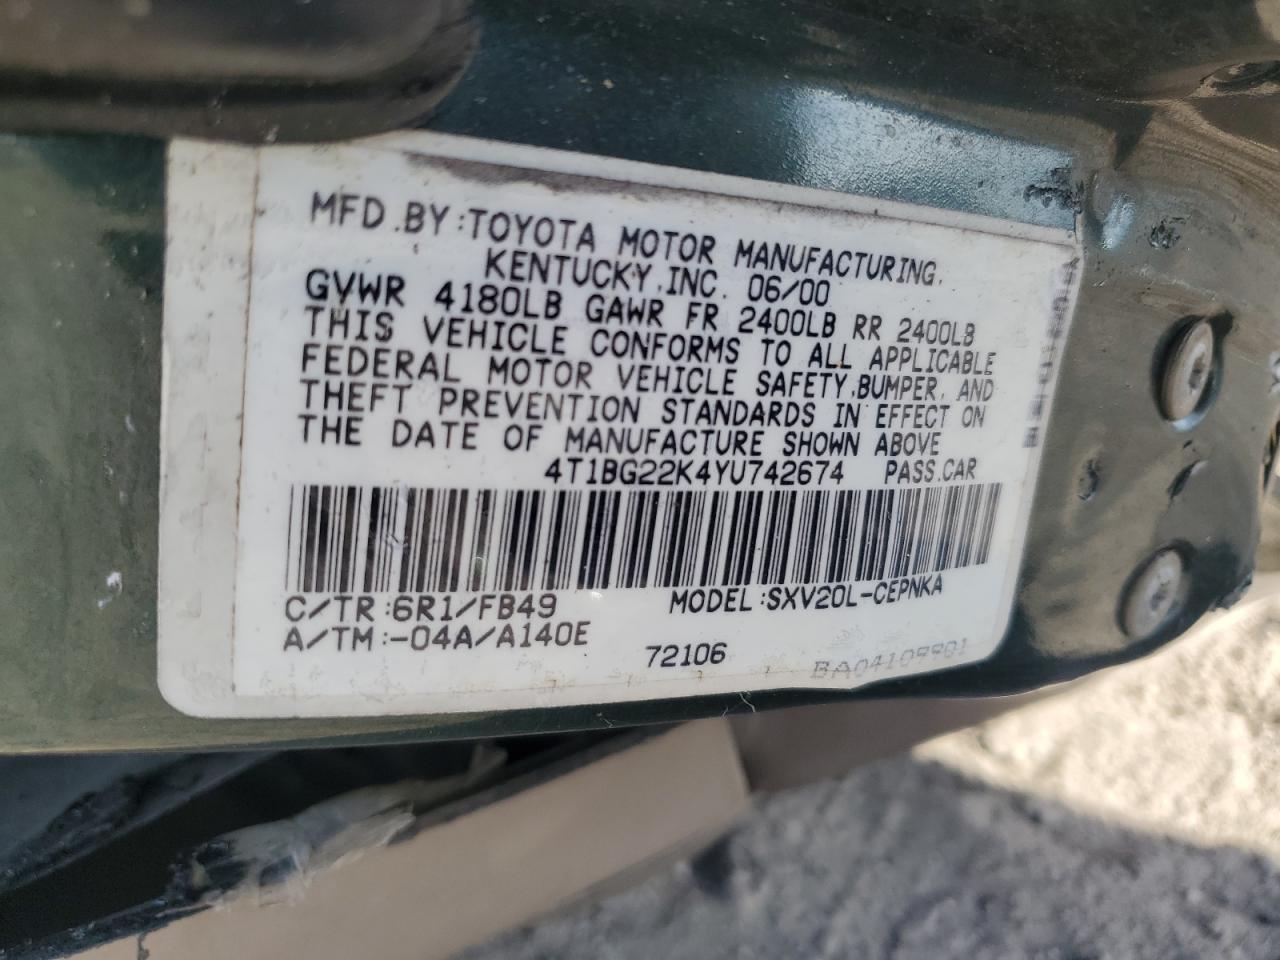 MFD.BY:TOYOTA MOTOR MANUFACTURING,
KENTUCKY,INC. 06/00
GVWR 4180LB GAWR FR 2400LB RR 2400LB
THIS VEHICLE CONFORMS TO ALL APPLICABLE
FEDERAL MOTOR VEHICLE SAFETY,BUMPER, AND
THEFT PREVENTION STANDARDS IN EFFECT ON
THE DATE OF MANUFACTURE SHOWN ABOVE
4T1BG22K4YU742674 PASS.CAR
C/TR:6R1/FB49 MODEL:SXV20L-CEPNKA
A/TM:-04A/A140E
72106 BA04109901